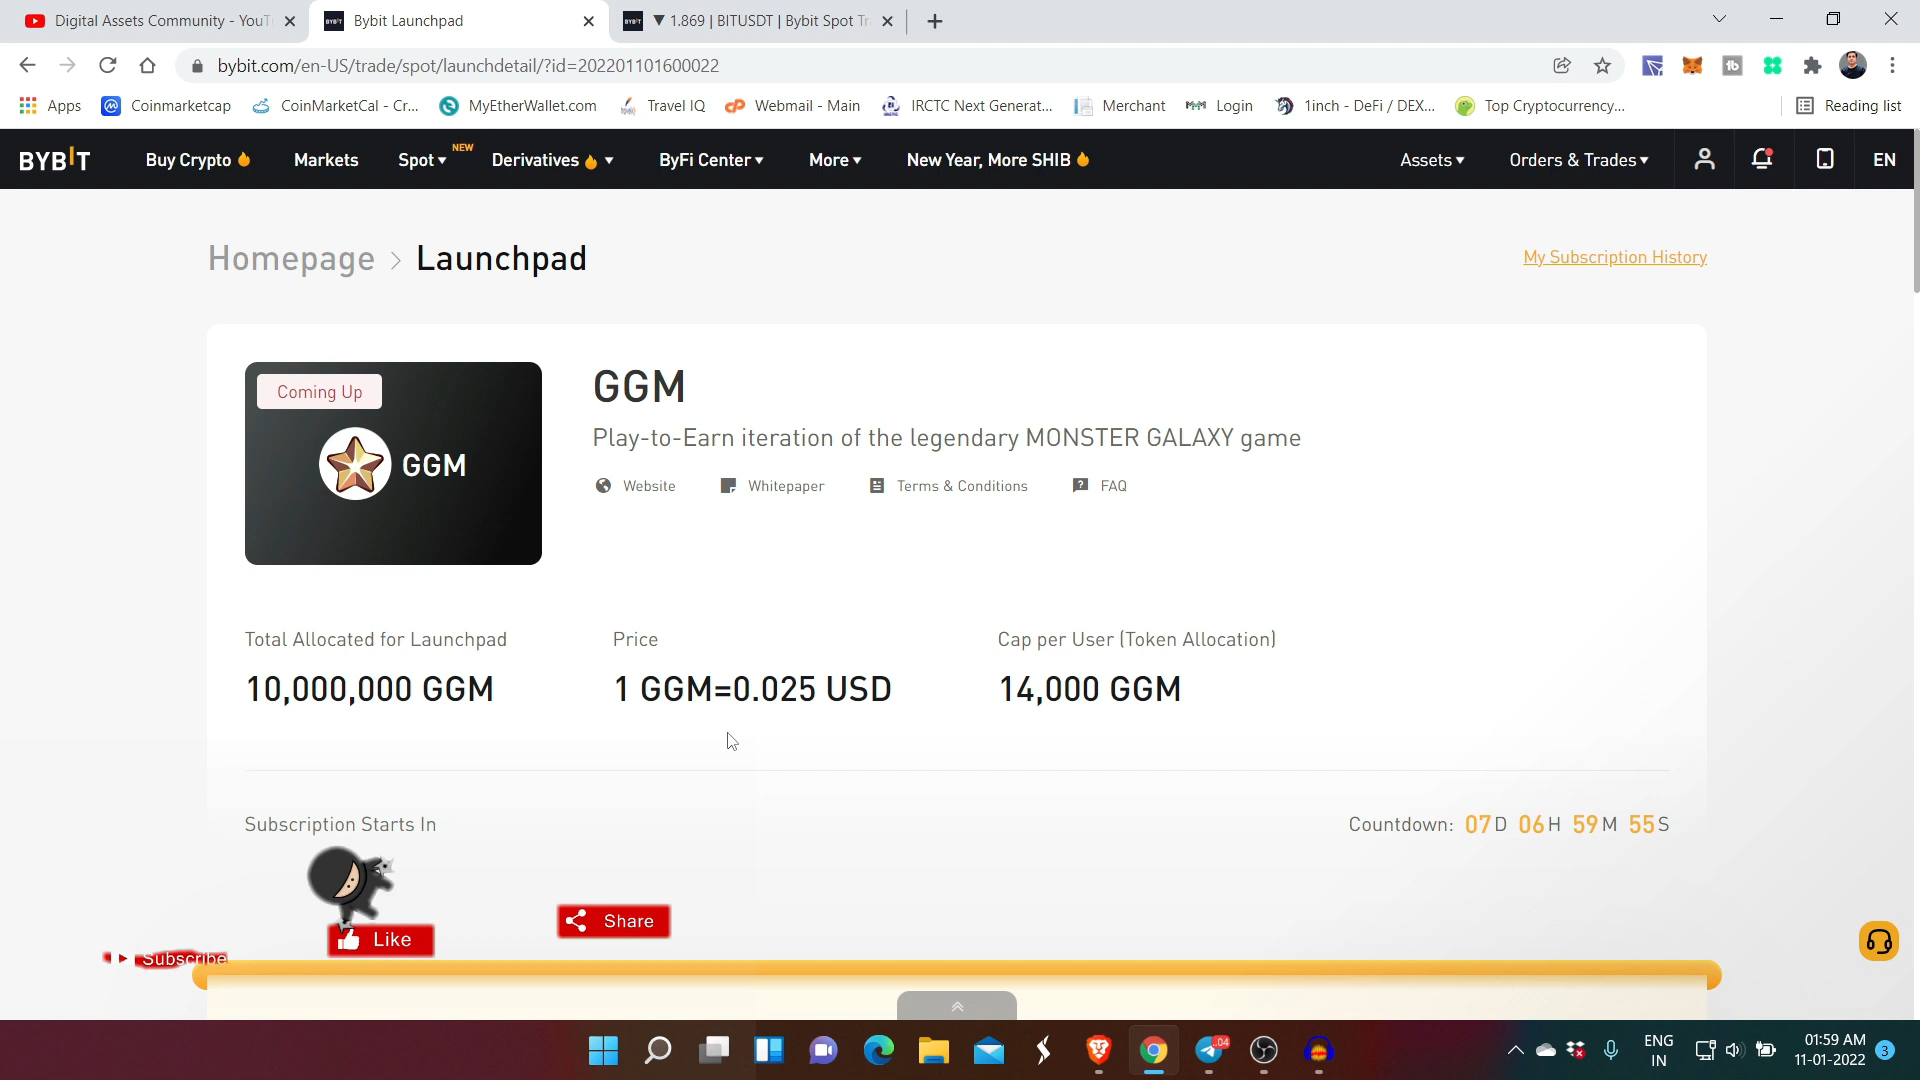 Digital Assets Community - YouT
Bybit Launchpad
▼ 1.869 | BITUSDT | Bybit Spot Tr
bybit.com/en-US/trade/spot/launchdetail/?id=202201101600022
Apps
Coinmarketcap
CoinMarketCal - Cr...
MyEtherWallet.com
Travel IQ
Webmail - Main
IRCTC Next Generat...
Merchant
Login
1inch - DeFi / DEX...
Top Cryptocurrency...
Reading list
BYBIT
Buy Crypto
Markets
Spot
NEW
Derivatives
ByFi Center
More
New Year, More SHIB
Assets
Orders & Trades
EN
Homepage > Launchpad
My Subscription History
Coming Up
GGM
GGM
Play-to-Earn iteration of the legendary MONSTER GALAXY game
Website
Whitepaper
Terms & Conditions
FAQ
Total Allocated for Launchpad
Price
Cap per User (Token Allocation)
10,000,000 GGM
1 GGM=0.025 USD
14,000 GGM
Subscription Starts In
Countdown: 07D 06H 59M 55S
Share
Like
Subscribe
04
ENG
IN
01:59 AM
11-01-2022
3